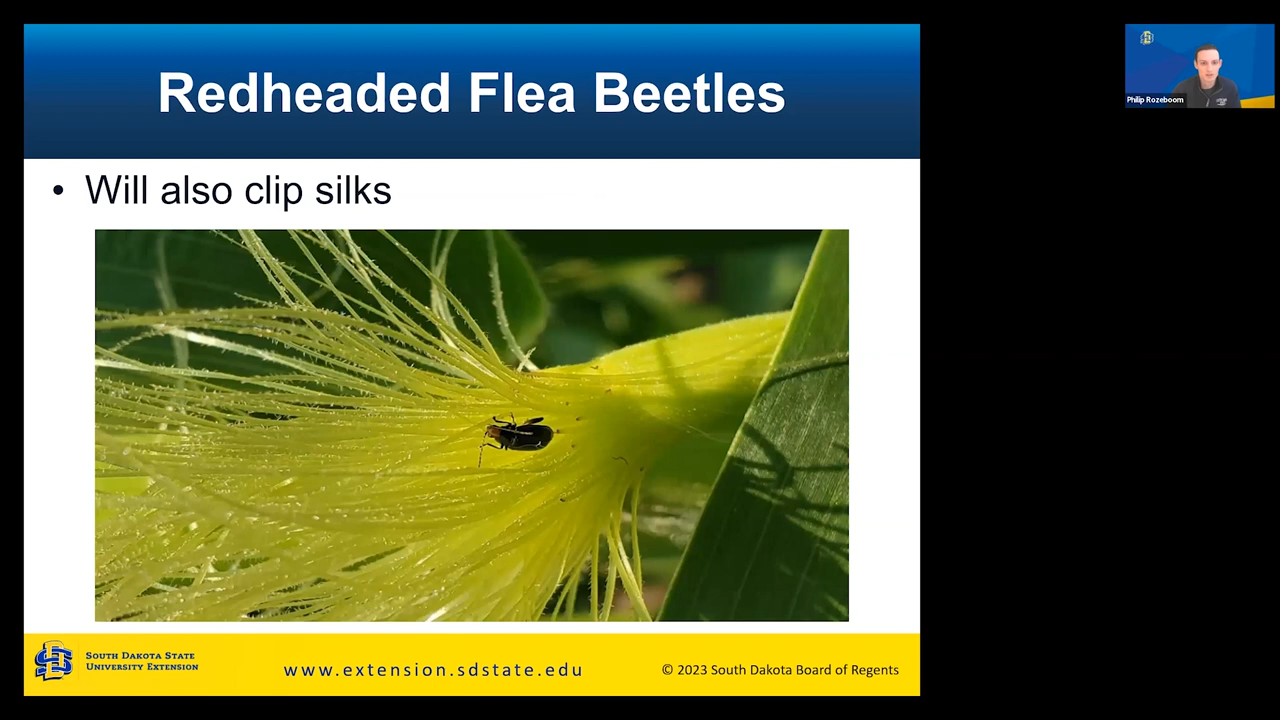 Redheaded Flea Beetles
• Will also clip silks
SOUTH DAKOTA STATE
UNIVERSITY EXTENSION
www.extension.sdstate.edu
© 2023 South Dakota Board of Regents
Philip Rozeboom